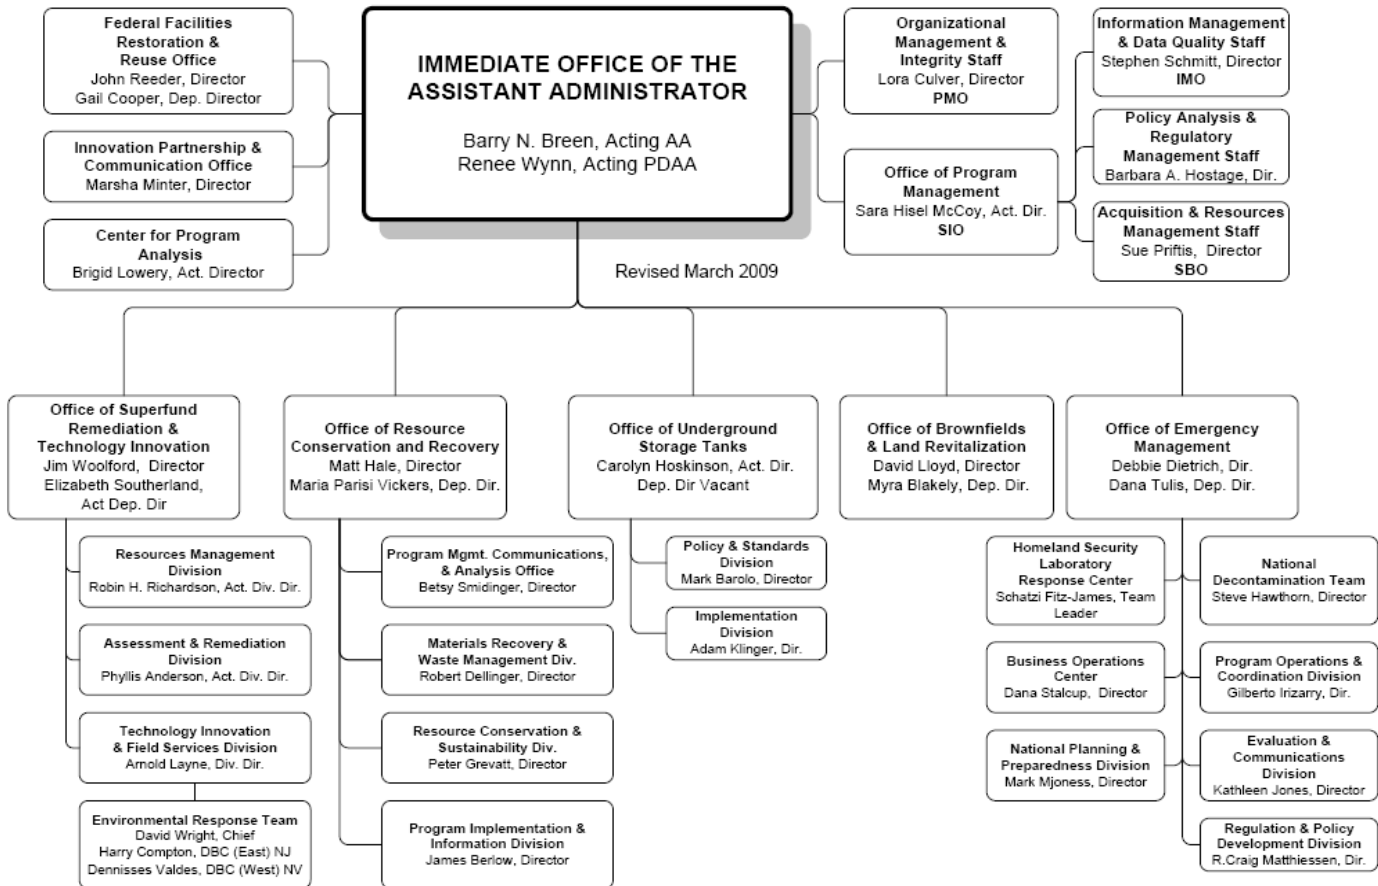 Federal Facilities
Restoration &
Reuse Office
John Reeder, Director
Gail Cooper, Dep. Director
Innovation Partnership &
Communication Office
Marsha Minter, Director
Center for Program
Analysis
Brigid Lowery, Act. Director
IMMEDIATE OFFICE OF THE
ASSISTANT ADMINISTRATOR
Barry N. Breen, Acting AA
Renee Wynn, Acting PDAA
Organizational
Management &
Integrity Staff
Lora Culver, Director
PMO
Office of Program
Management
Sara Hisel McCoy, Act. Dir.
SIO
Information Management
& Data Quality Staff
Stephen Schmitt, Director
IMO
Policy Analysis &
Regulatory
Management Staff
Barbara A. Hostage, Dir.
Acquisition & Resources
Management Staff
Sue Priftis, Director
SBO
Revised March 2009
Office of Superfund
Remediation &
Technology Innovation
Jim Woolford, Director
Elizabeth Southerland,
Act Dep. Dir
Resources Management
Division
Robin H. Richardson, Act. Div. Dir.
Assessment & Remediation
Division
Phyllis Anderson, Act. Div. Dir.
Technology Innovation
& Field Services Division
Arnold Layne, Div. Dir.
Environmental Response Team
David Wright, Chief
Harry Compton, DBC (East) NJ
Dennisses Valdes, DBC (West) NV
Office of Resource
Conservation and Recovery
Matt Hale, Director
Maria Parisi Vickers, Dep. Dir.
Program Mgmt. Communications,
& Analysis Office
Betsy Smidinger, Director
Materials Recovery &
Waste Management Div.
Robert Dellinger, Director
Resource Conservation &
Sustainability Div.
Peter Grevatt, Director
Program Implementation &
Information Division
James Berlow, Director
Office of Underground
Storage Tanks
Carolyn Hoskinson, Act. Dir.
Dep. Dir Vacant
Policy & Standards
Division
Mark Barolo, Director
Implementation
Division
Adam Klinger, Dir.
Office of Brownfields
& Land Revitalization
David Lloyd, Director
Myra Blakely, Dep. Dir.
Office of Emergency
Management
Debbie Dietrich, Dir.
Dana Tulis, Dep. Dir.
Homeland Security
Laboratory
Response Center
Schatzi Fitz-James, Team
Leader
National
Decontamination Team
Steve Hawthorn, Director
Business Operations
Center
Dana Stalcup, Director
Program Operations &
Coordination Division
Gilberto Irizarry, Dir.
National Planning &
Preparedness Division
Mark Mjoness, Director
Evaluation &
Communications
Division
Kathleen Jones, Director
Regulation & Policy
Development Division
R.Craig Matthiessen, Dir.